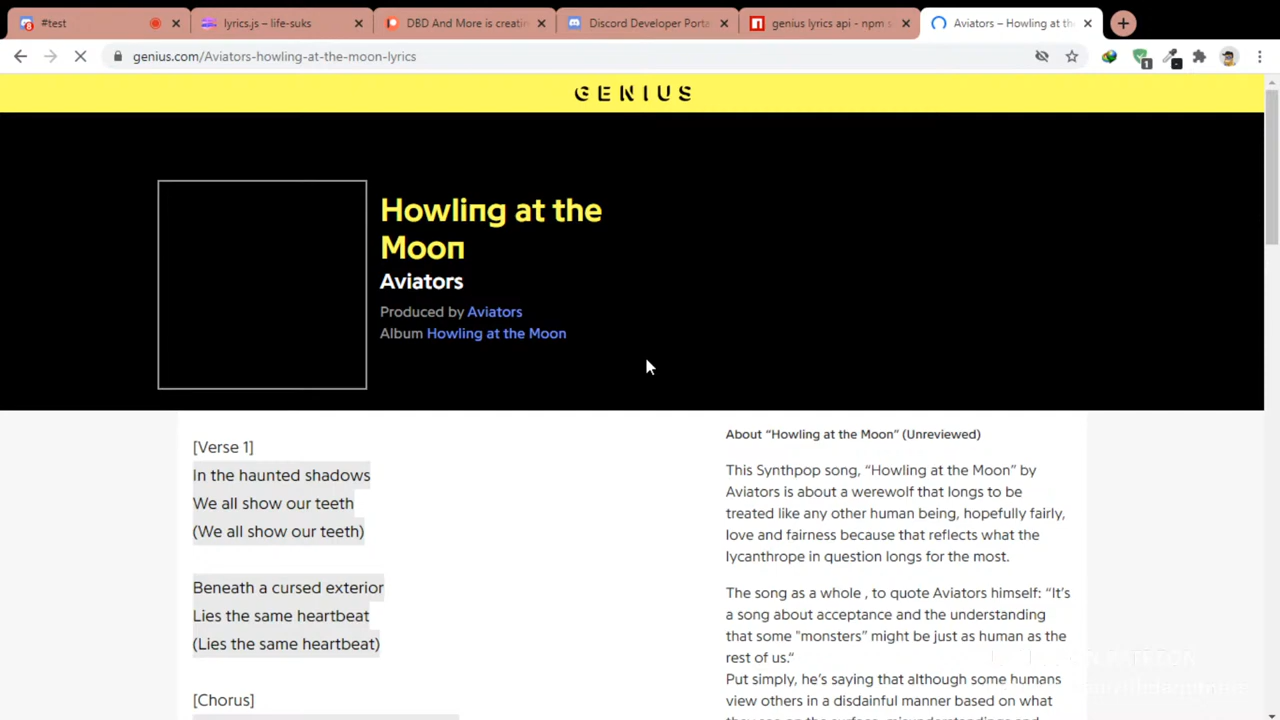 #test
lyrics.js – life-suks
DBD And More is creatin
Discord Developer Porta
genius lyrics api - npm s
Aviators – Howling at the
genius.com/Aviators-howling-at-the-moon-lyrics
GENIUS
Howling at the
Moon
Aviators
Produced by Aviators
Album Howling at the Moon
[Verse 1]
In the haunted shadows
We all show our teeth
(We all show our teeth)
Beneath a cursed exterior
Lies the same heartbeat
(Lies the same heartbeat)
[Chorus]
About “Howling at the Moon” (Unreviewed)
This Synthpop song, “Howling at the Moon” by
Aviators is about a werewolf that longs to be
treated like any other human being, hopefully fairly,
love and fairness because that reflects what the
lycanthrope in question longs for the most.
The song as a whole , to quote Aviators himself: “It’s
a song about acceptance and the understanding
that some "monsters” might be just as human as the
rest of us.“
Put simply, he’s saying that although some humans
view others in a disdainful manner based on what